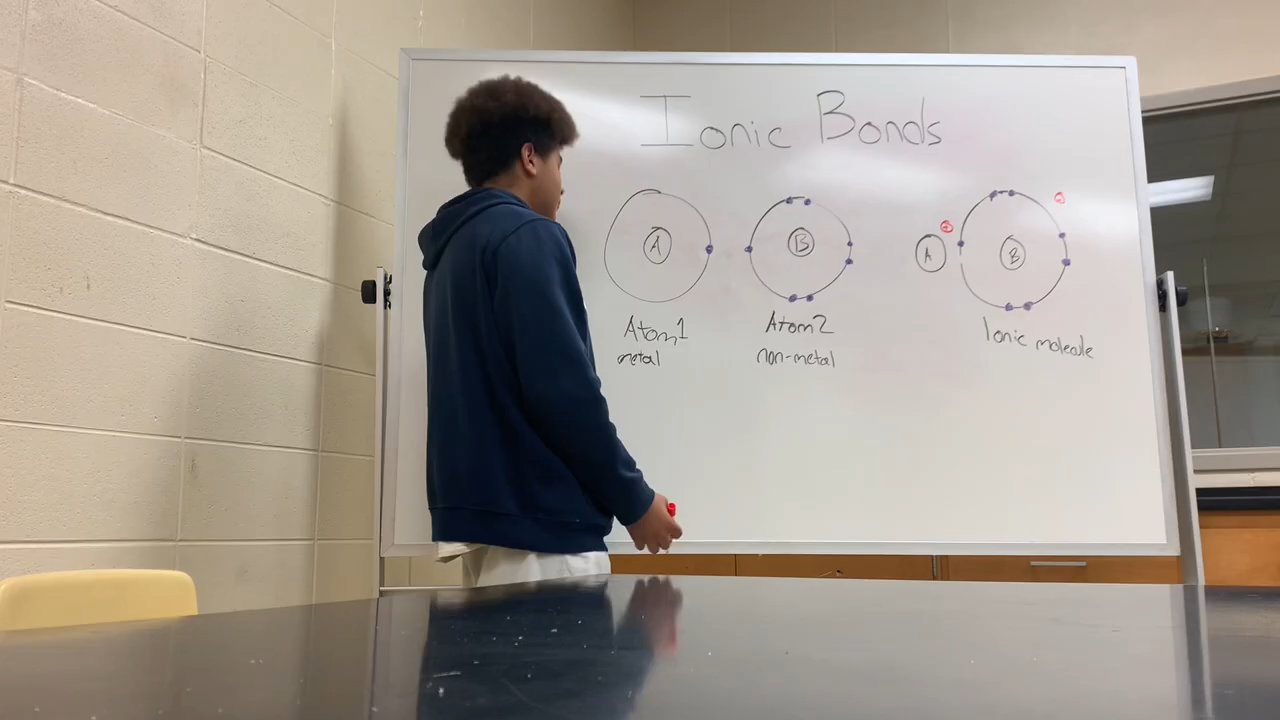 Ionic Bonds
A
B
A
B
Atom 1
metal
Atom 2
non-metal
Ionic molecule